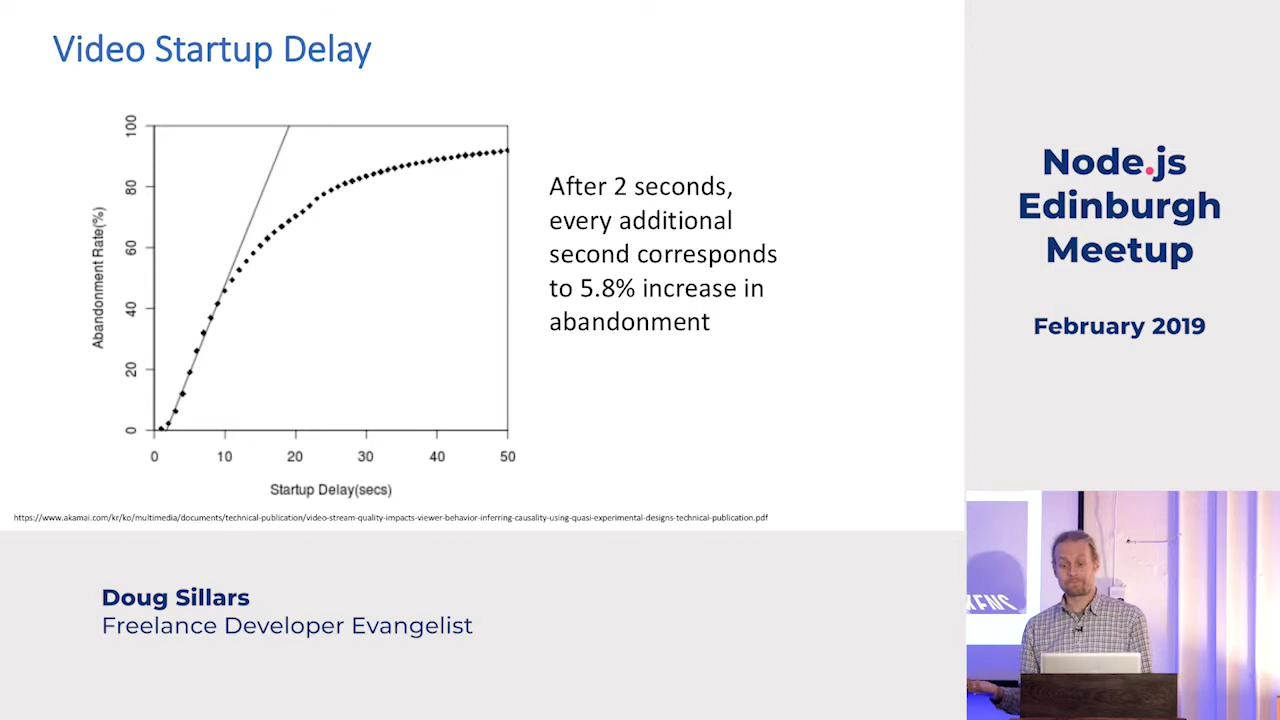 Video Startup Delay
100
80
60
40
20
0
Abandonment Rate(%)
0 10 20 30 40 50
Startup Delay(secs)
After 2 seconds,
every additional
second corresponds
to 5.8% increase in
abandonment
https://www.akamai.com/kr/ko/multimedia/documents/technical-publication/video-stream-quality-impacts-viewer-behavior-inferring-causality-using-quasi-experimental-designs-technical-publication.pdf
Node.js
Edinburgh
Meetup
February 2019
Doug Sillars
Freelance Developer Evangelist